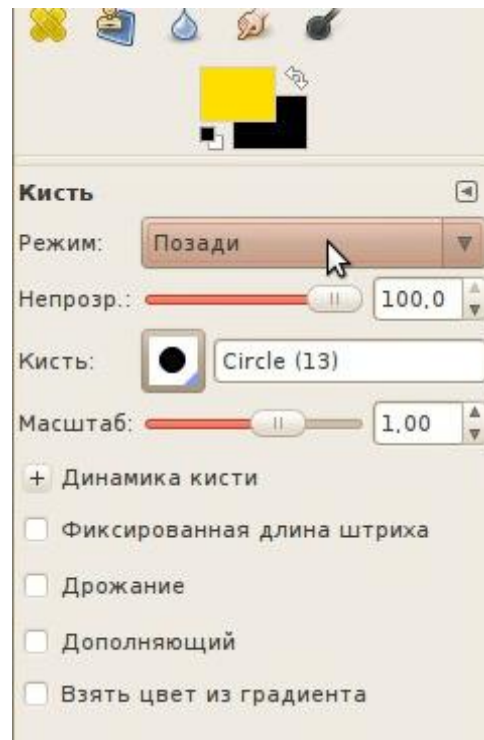 Кисть
Режим: Позади
Непрозр.: 100,0
Кисть: Circle (13)
Масштаб: 1,00
Динамика кисти
Фиксированная длина штриха
Дрожание
Дополняющий
Взять цвет из градиента